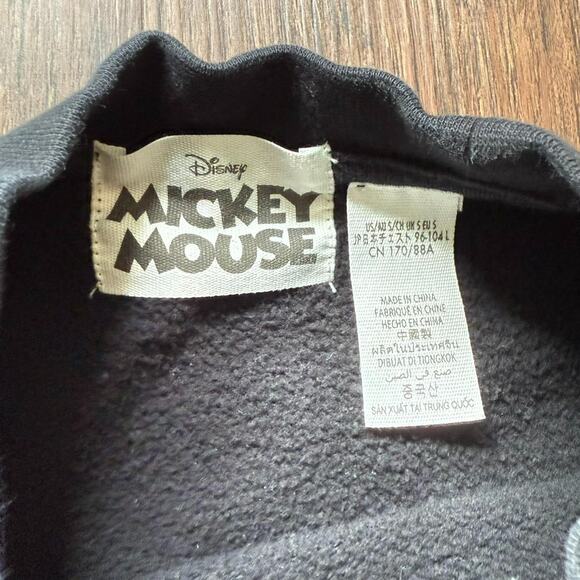 Disney
MICKEY
MOUSE
US/AU S/CH UK S EU S
JP日本チェスト 96-104 L
CN 170/88A
MADE IN CHINA
FABRIQUÉ EN CHINE
HECHO EN CHINA
中國製
ผลิตในประเทศจีน
DIBUAT DI TIONGKOK
صنع في الصين
중국산
SẢN XUẤT TẠI TRUNG QUỐC